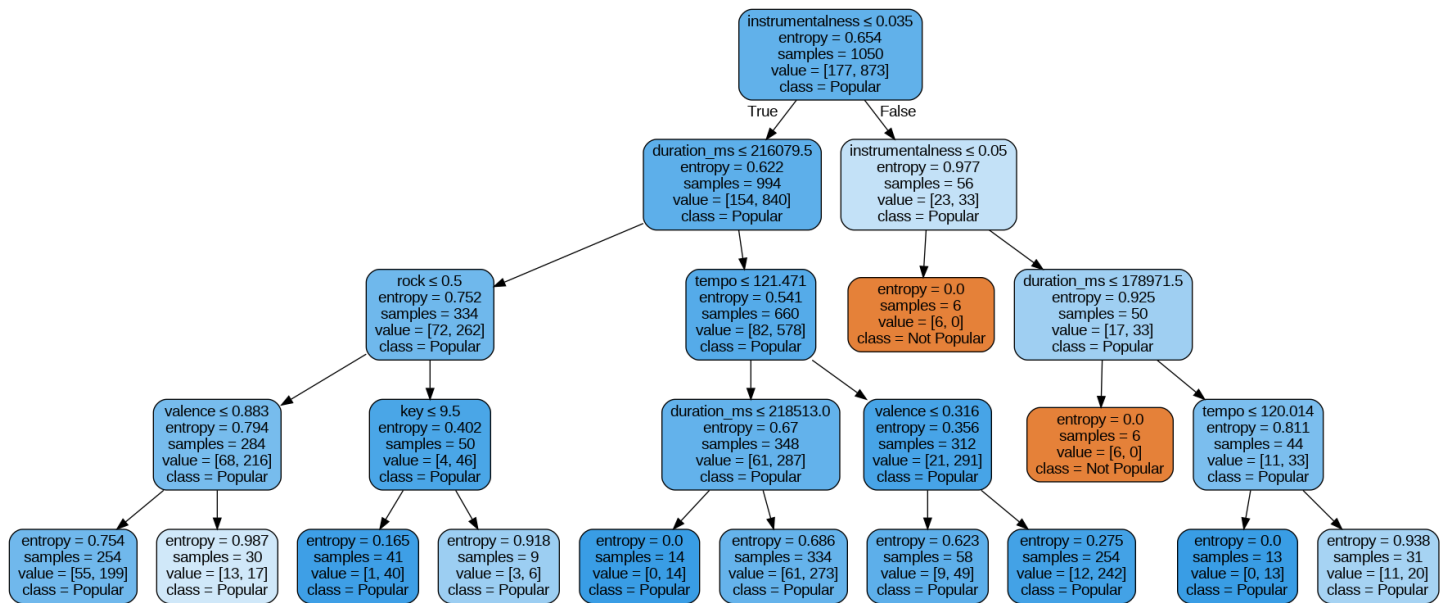 instrumentalness ≤ 0.035
entropy = 0.654
samples = 1050
value = [177, 873]
class = Popular
True
False
duration_ms ≤ 216079.5
entropy = 0.622
samples = 994
value = [154, 840]
class = Popular
instrumentalness ≤ 0.05
entropy = 0.977
samples = 56
value = [23, 33]
class = Popular
rock ≤ 0.5
entropy = 0.752
samples = 334
value = [72, 262]
class = Popular
tempo ≤ 121.471
entropy = 0.541
samples = 660
value = [82, 578]
class = Popular
entropy = 0.0
samples = 6
value = [6, 0]
class = Not Popular
duration_ms ≤ 178971.5
entropy = 0.925
samples = 50
value = [17, 33]
class = Popular
valence ≤ 0.883
entropy = 0.794
samples = 284
value = [68, 216]
class = Popular
key ≤ 9.5
entropy = 0.402
samples = 50
value = [4, 46]
class = Popular
duration_ms ≤ 218513.0
entropy = 0.67
samples = 348
value = [61, 287]
class = Popular
valence ≤ 0.316
entropy = 0.356
samples = 312
value = [21, 291]
class = Popular
entropy = 0.0
samples = 6
value = [6, 0]
class = Not Popular
tempo ≤ 120.014
entropy = 0.811
samples = 44
value = [11, 33]
class = Popular
entropy = 0.754
samples = 254
value = [55, 199]
class = Popular
entropy = 0.987
samples = 30
value = [13, 17]
class = Popular
entropy = 0.165
samples = 41
value = [1, 40]
class = Popular
entropy = 0.918
samples = 9
value = [3, 6]
class = Popular
entropy = 0.0
samples = 14
value = [0, 14]
class = Popular
entropy = 0.686
samples = 334
value = [61, 273]
class = Popular
entropy = 0.623
samples = 58
value = [9, 49]
class = Popular
entropy = 0.275
samples = 254
value = [12, 242]
class = Popular
entropy = 0.0
samples = 13
value = [0, 13]
class = Popular
entropy = 0.938
samples = 31
value = [11, 20]
class = Popular